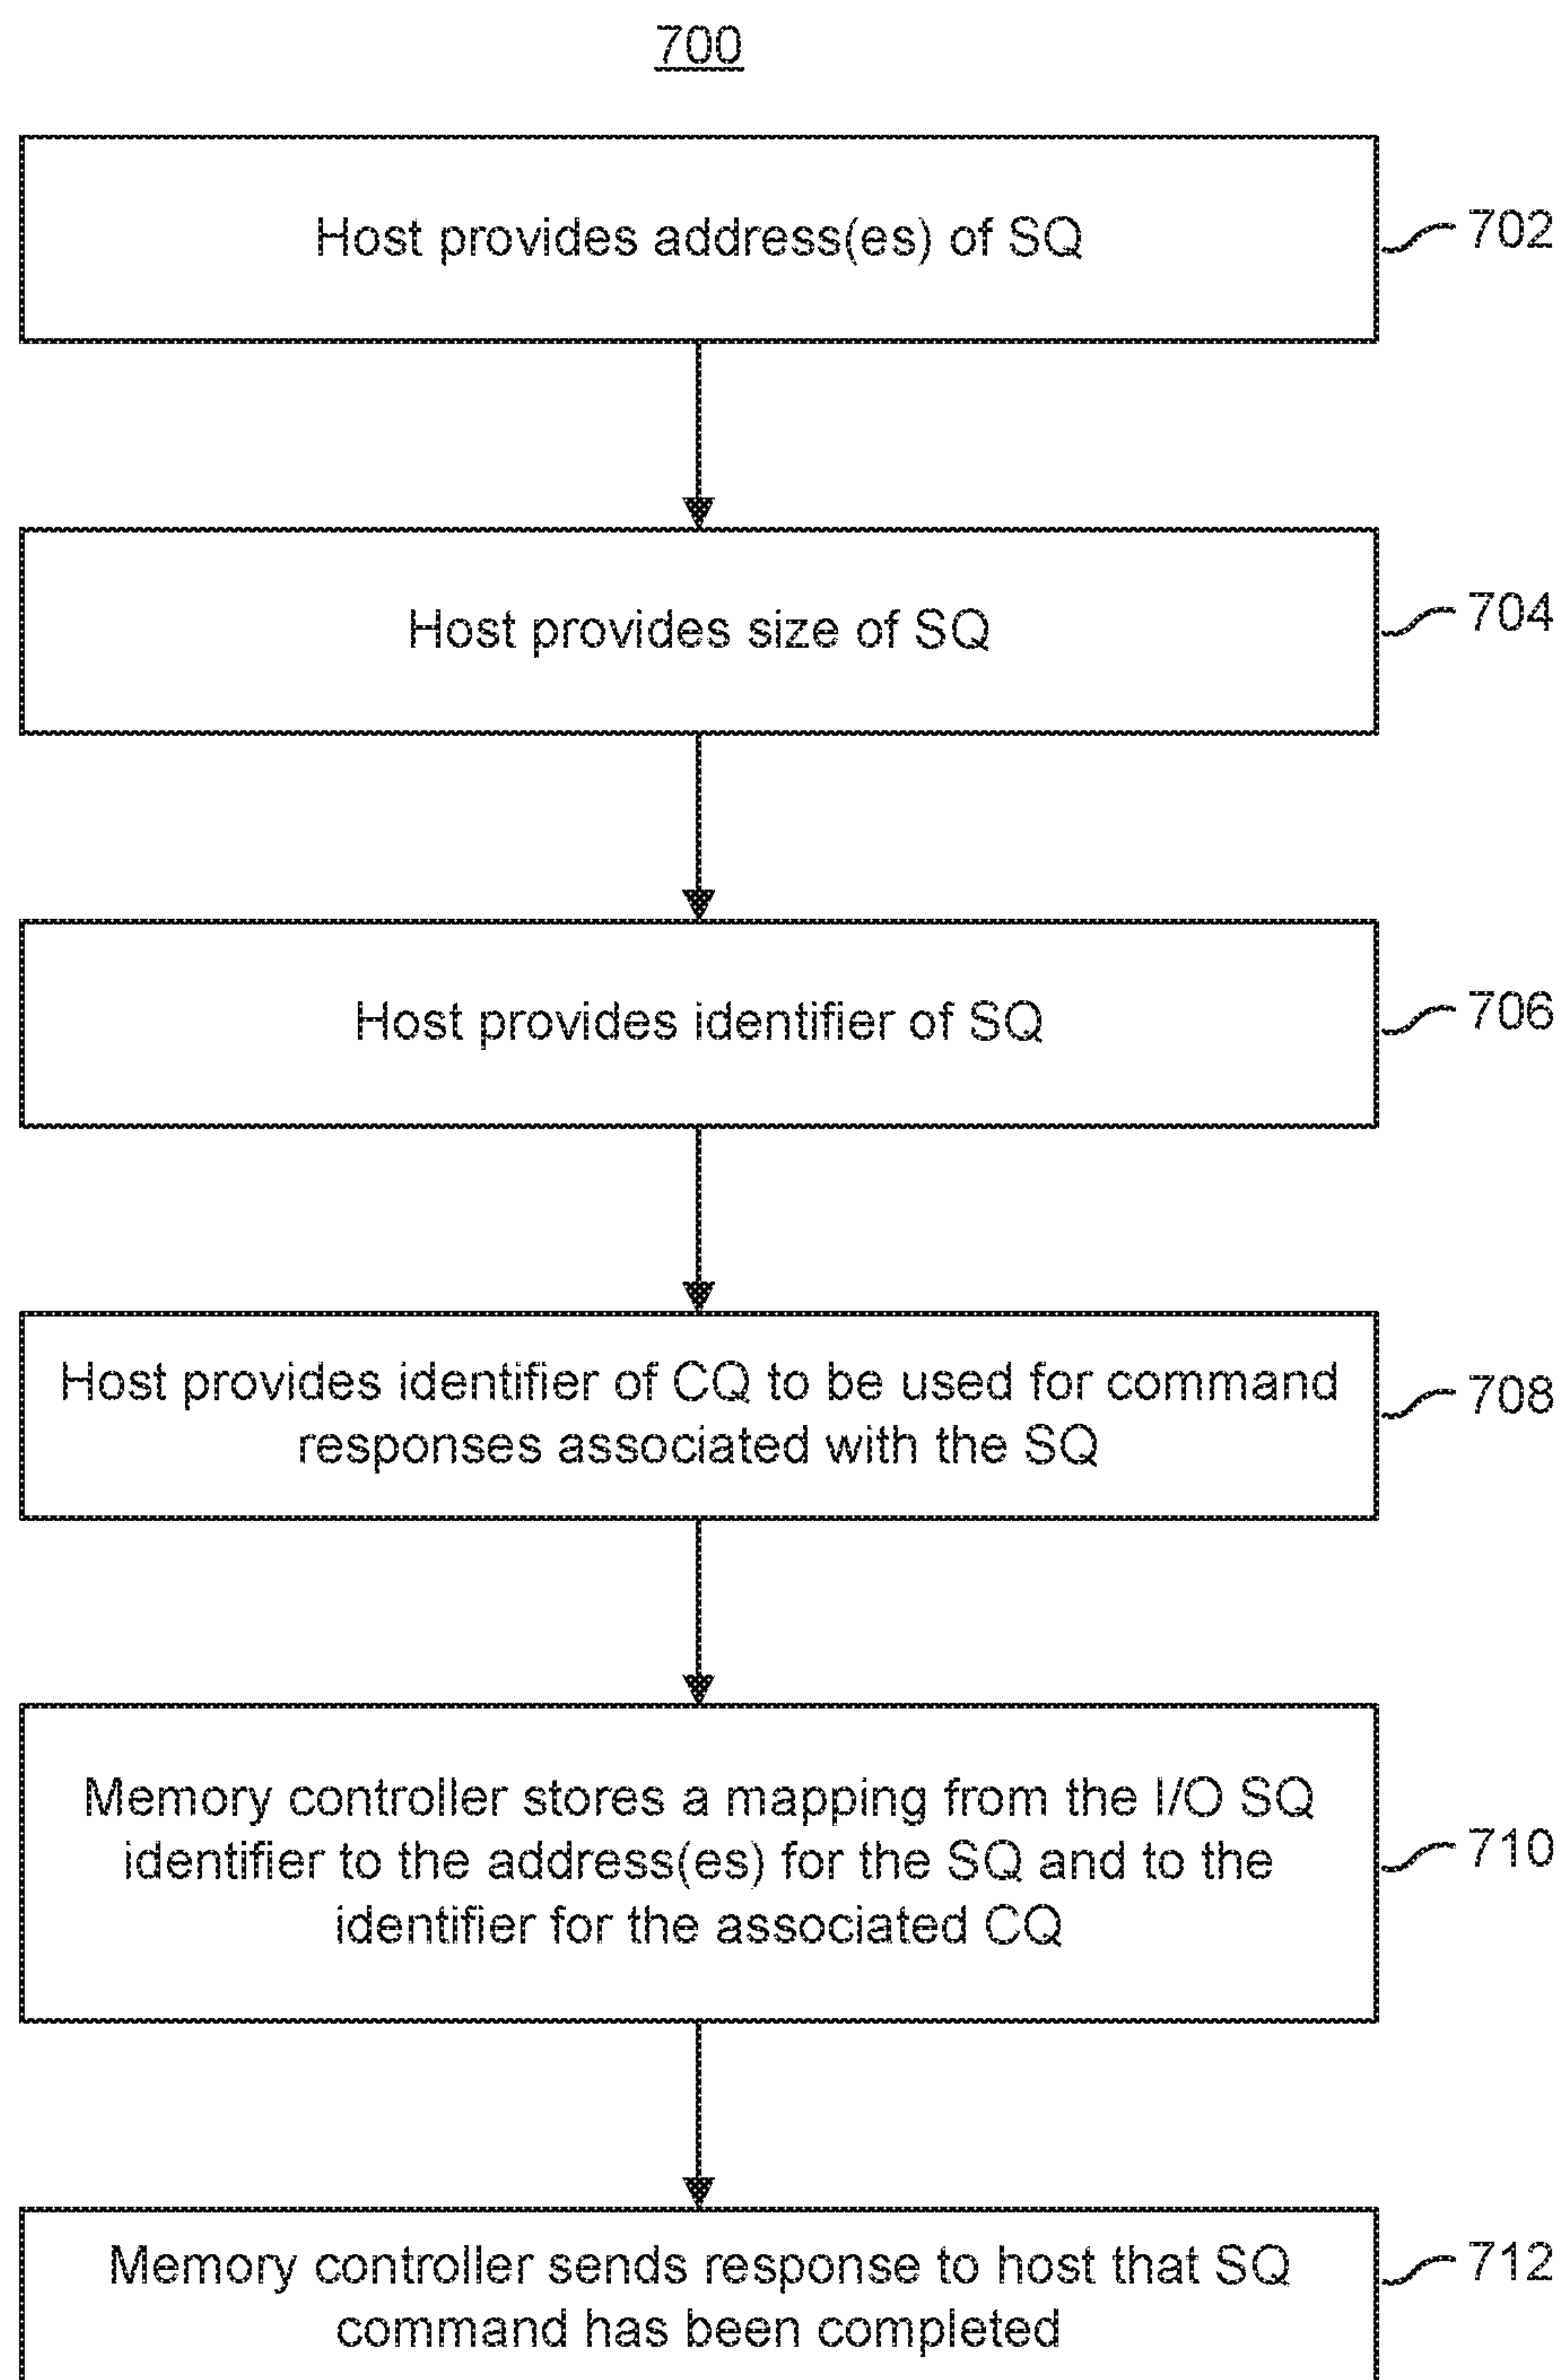 700
Host provides address(es) of SQ
702
Host provides size of SQ
704
Host provides identifier of SQ
706
Host provides identifier of CQ to be used for command
responses associated with the SQ
708
Memory controller stores a mapping from the I/O SQ
identifier to the address(es) for the SQ and to the
identifier for the associated CQ
710
Memory controller sends response to host that SQ
command has been completed
712